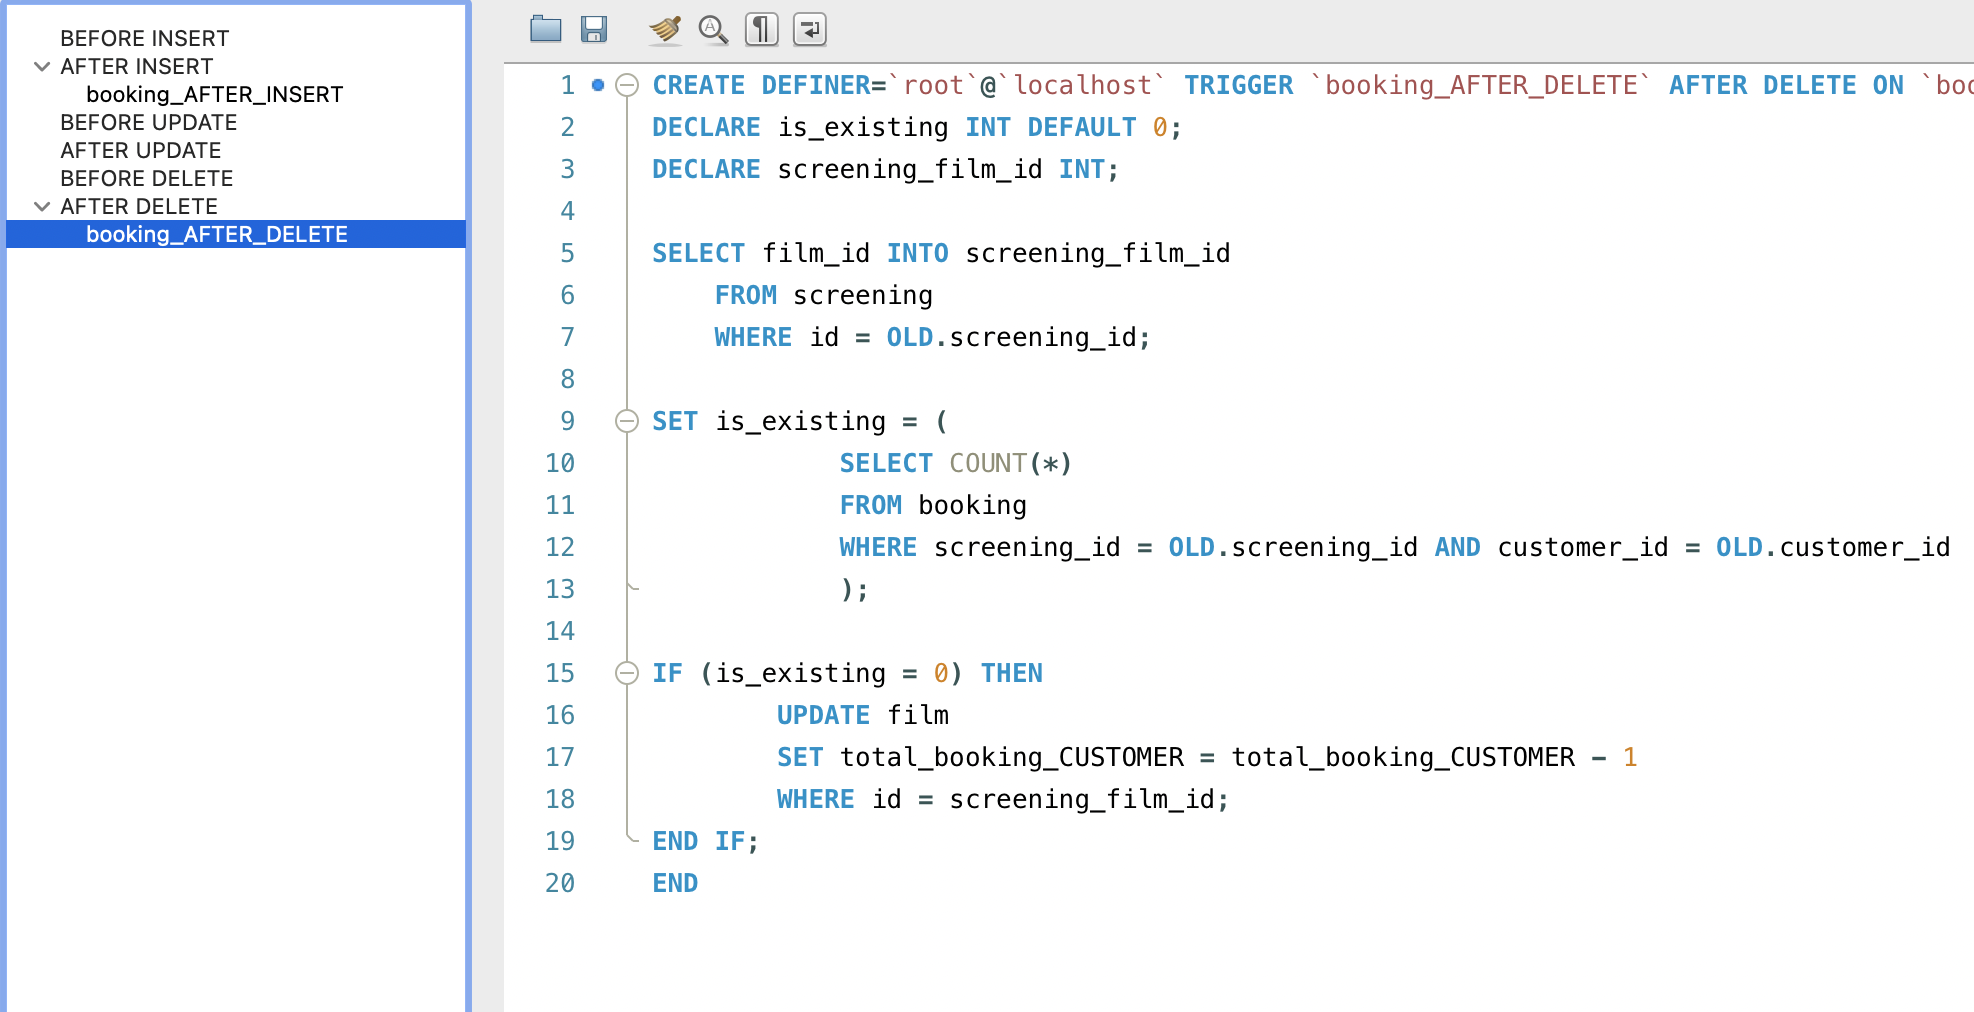 BEFORE INSERT
AFTER INSERT
booking_AFTER_INSERT
BEFORE UPDATE
AFTER UPDATE
BEFORE DELETE
AFTER DELETE
booking_AFTER_DELETE
1 CREATE DEFINER=`root`@`localhost` TRIGGER `booking_AFTER_DELETE` AFTER DELETE ON
2 DECLARE is_existing INT DEFAULT 0;
3 DECLARE screening_film_id INT;
4
5 SELECT film_id INTO screening_film_id
6 FROM screening
7 WHERE id = OLD.screening_id;
8
9 SET is_existing = (
10 SELECT COUNT(*)
11 FROM booking
12 WHERE screening_id = OLD.screening_id AND customer_id = OLD.customer_id
13 );
14
15 IF (is_existing = 0) THEN
16 UPDATE film
17 SET total_booking_CUSTOMER = total_booking_CUSTOMER - 1
18 WHERE id = screening_film_id;
19 END IF;
20 END